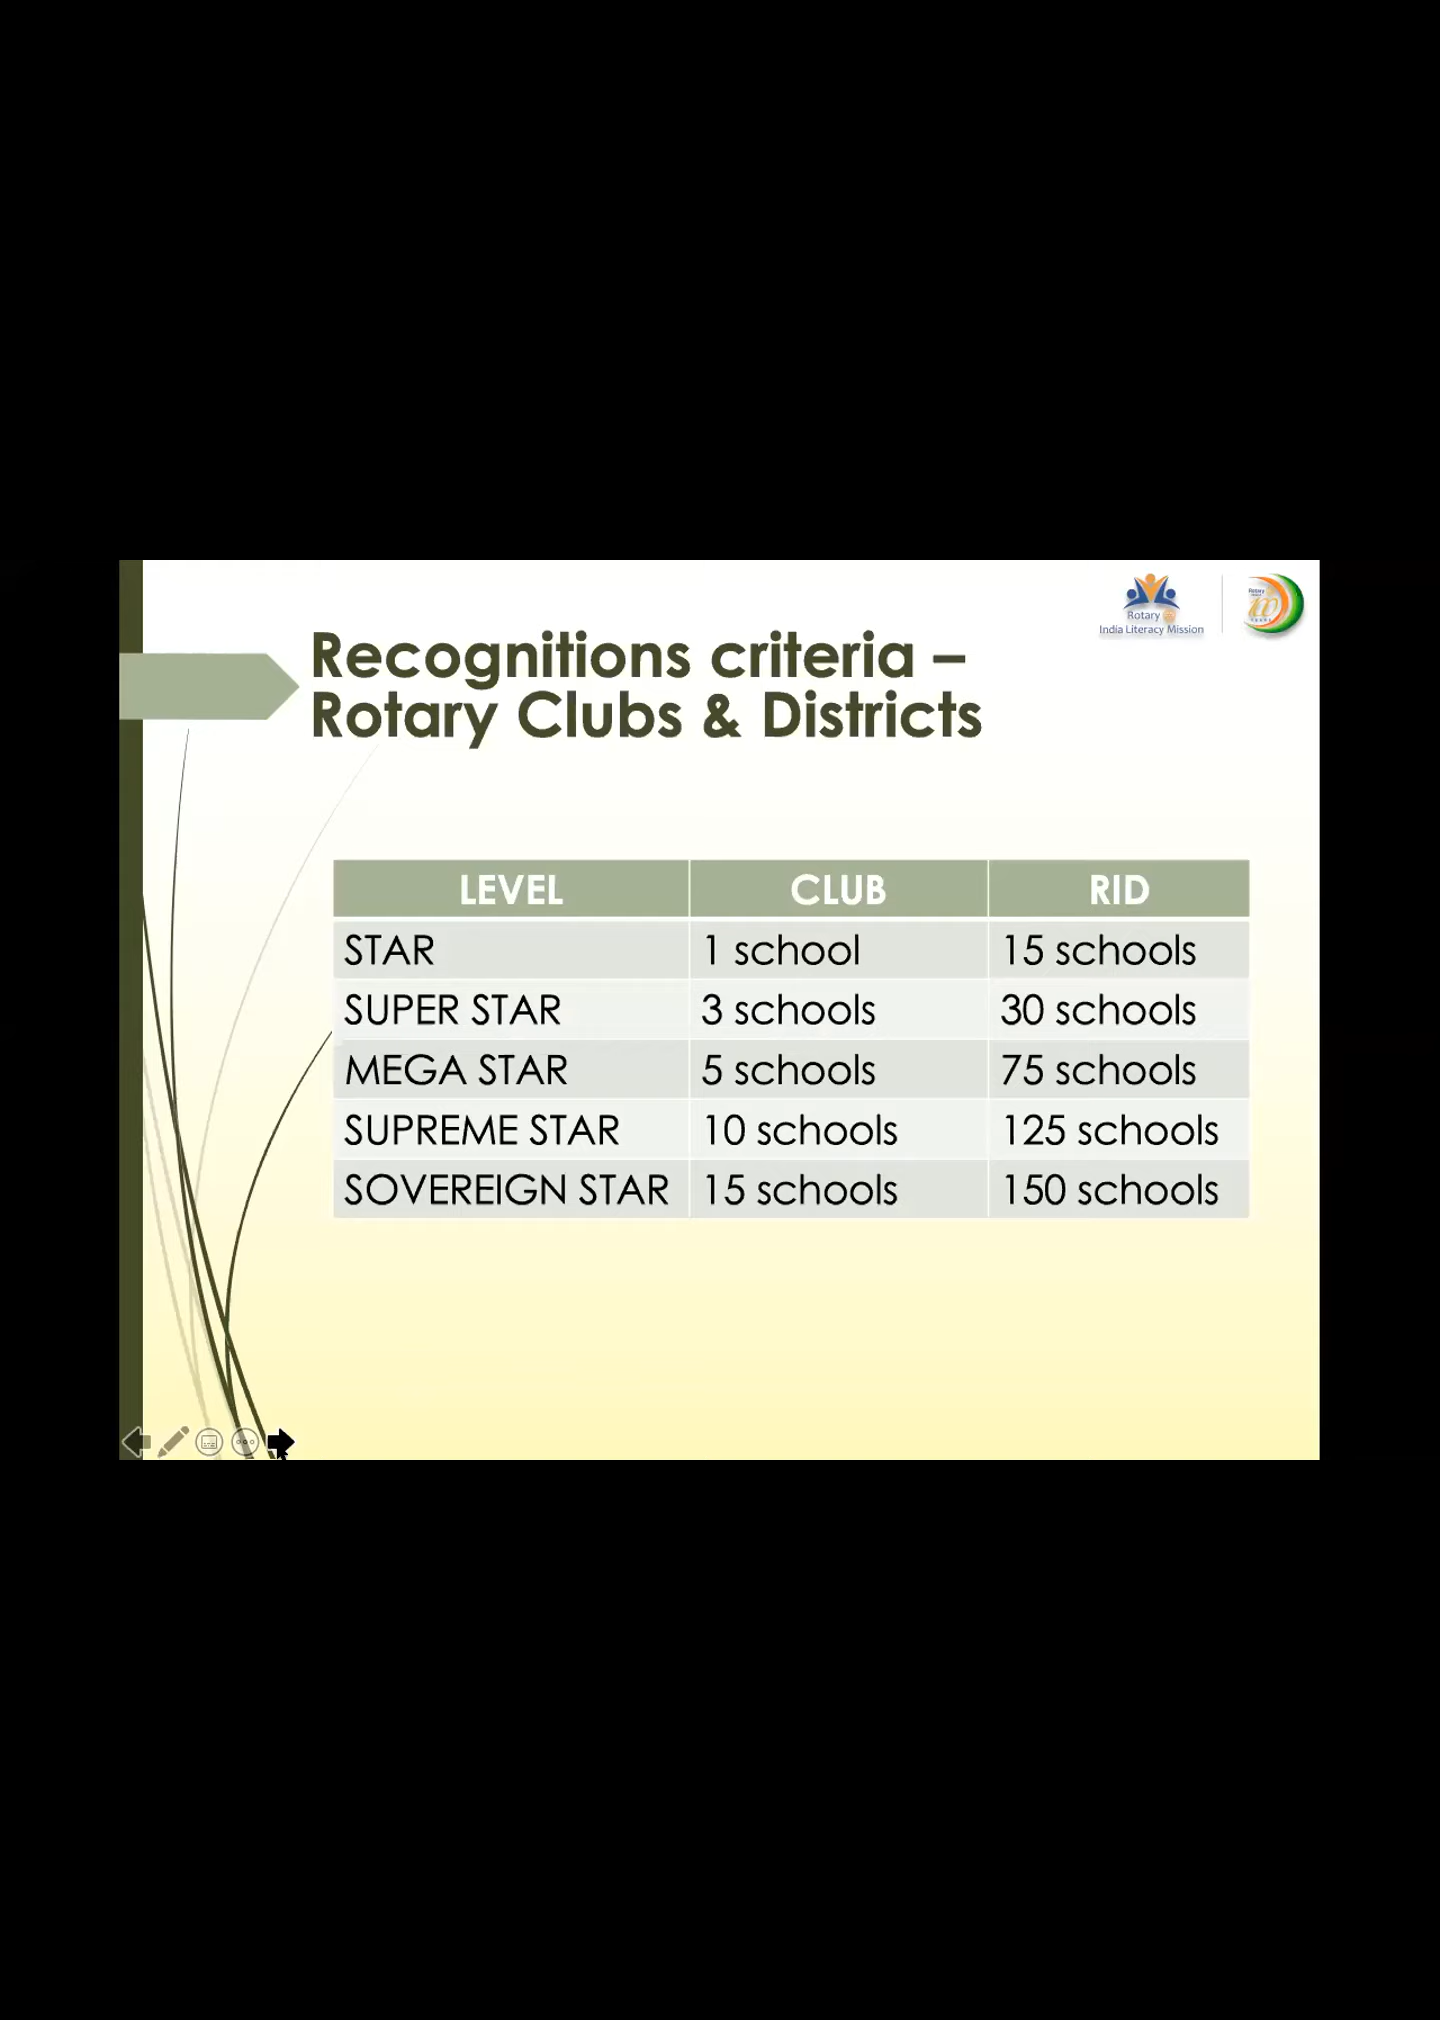 Rotary
India Literacy Mission
Rotary
100
Recognitions criteria –
Rotary Clubs & Districts
LEVEL CLUB RID
STAR 1 school 15 schools
SUPER STAR 3 schools 30 schools
MEGA STAR 5 schools 75 schools
SUPREME STAR 10 schools 125 schools
SOVEREIGN STAR 15 schools 150 schools